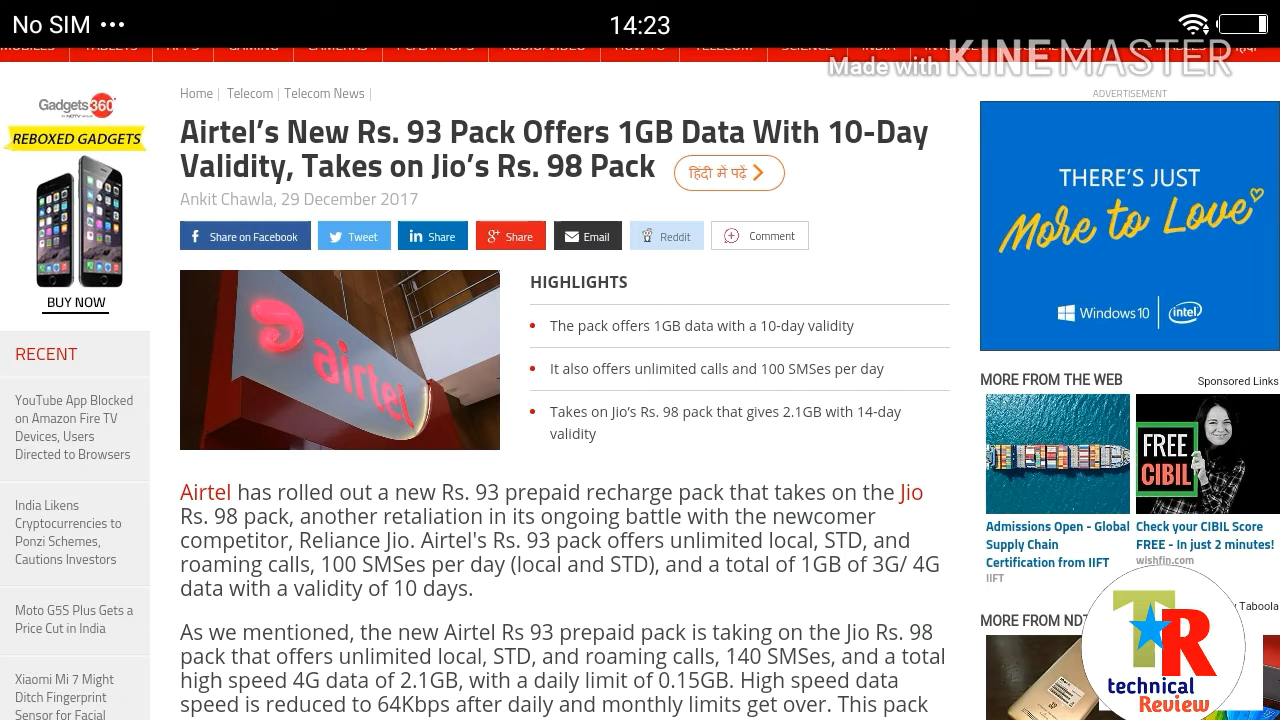 No SIM
14:23
Made with KINEMASTER
Home
Telecom
Telecom News
ADVERTISEMENT
Gadgets 360°
REBOXED GADGETS
BUY NOW
Airtel’s New Rs. 93 Pack Offers 1GB Data With 10-Day
Validity, Takes on Jio’s Rs. 98 Pack
हिंदी में पढ़ें
Ankit Chawla, 29 December 2017
Share on Facebook
Tweet
Share
Share
Email
Reddit
Comment
airtel
HIGHLIGHTS
The pack offers 1GB data with a 10-day validity
It also offers unlimited calls and 100 SMSes per day
Takes on Jio’s Rs. 98 pack that gives 2.1GB with 14-day
validity
Airtel has rolled out a new Rs. 93 prepaid recharge pack that takes on the Jio
Rs. 98 pack, another retaliation in its ongoing battle with the newcomer
competitor, Reliance Jio. Airtel's Rs. 93 pack offers unlimited local, STD, and
roaming calls, 100 SMSes per day (local and STD), and a total of 1GB of 3G/ 4G
data with a validity of 10 days.
As we mentioned, the new Airtel Rs 93 prepaid pack is taking on the Jio Rs. 98
pack that offers unlimited local, STD, and roaming calls, 140 SMSes, and a total
high speed 4G data of 2.1GB, with a daily limit of 0.15GB. High speed data
speed is reduced to 64Kbps after daily and monthly limits get over. This pack
RECENT
YouTube App Blocked
on Amazon Fire TV
Devices, Users
Directed to Browsers
India Likens
Cryptocurrencies to
Ponzi Schemes,
Cautions Investors
Moto G5S Plus Gets a
Price Cut in India
Xiaomi Mi 7 Might
Ditch Fingerprint
Sensor for Facial
THERE'S JUST
More to Love
Windows 10
intel
MORE FROM THE WEB
Sponsored Links
FREE
CIBIL
Admissions Open - Global
Supply Chain
Certification from IIFT
IIFT
Check your CIBIL Score
FREE - In just 2 minutes!
wishfin.com
Taboola
MORE FROM
TR
technical
Review